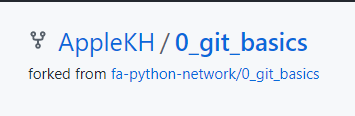 AppleKH / 0_git_basics
forked from fa-python-network/0_git_basics